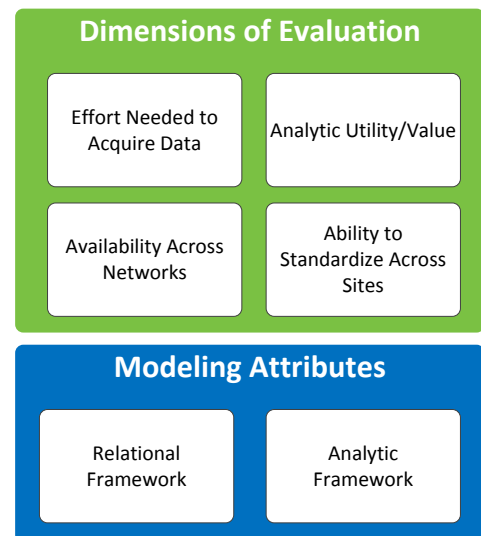 Dimensions of Evaluation
Effort Needed to
Acquire Data
Analytic Utility/Value
Availability Across
Networks
Ability to
Standardize Across
Sites
Modeling Attributes
Relational
Framework
Analytic
Framework